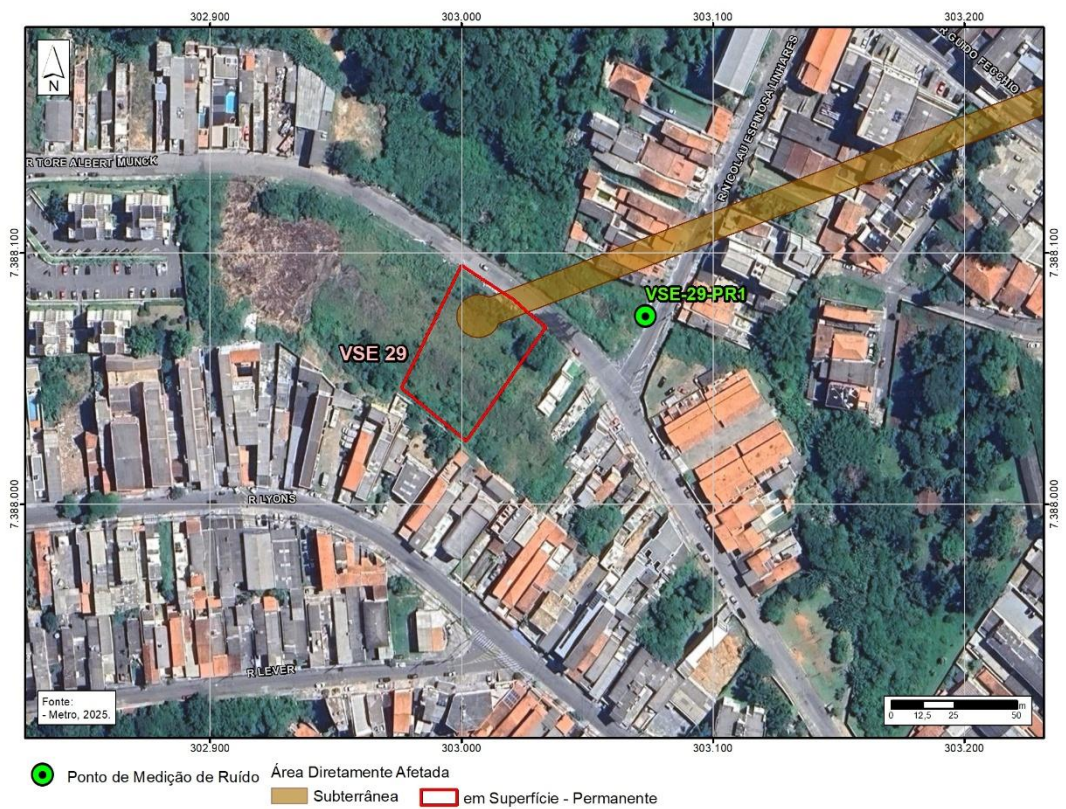 302.900 303.000 303.100 303.200
N
R GUIDO FECCHIO
R NICOLAU ESPINOSA LINHARES
R TORE ALBERT MUNCK
7.388.100 7.388.100
VSE-29-PR1
VSE 29
7.388.000 7.388.000
R LYONS
R LEVER
Fonte:
- Metro, 2025.
m
0 12,5 25 50
302.900 303.000 303.100 303.200
Ponto de Medição de Ruído Área Diretamente Afetada
Subterrânea em Superfície - Permanente